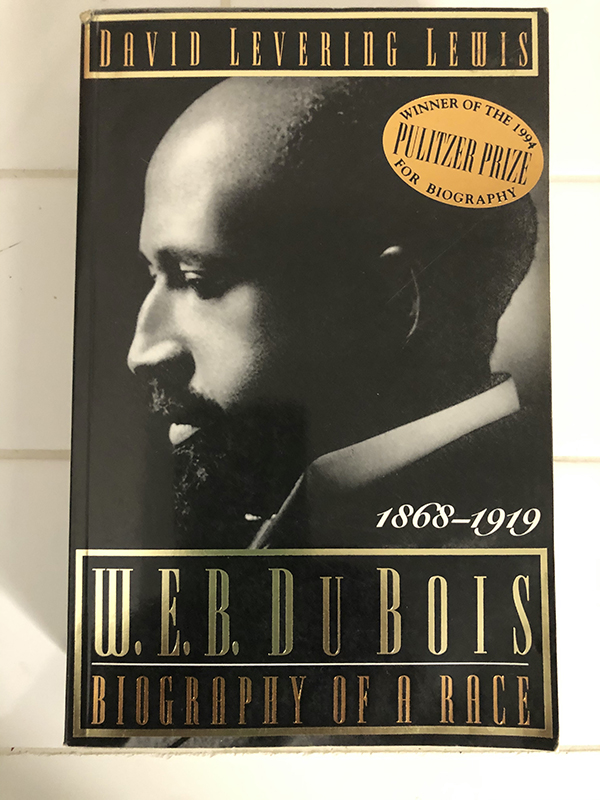 DAVID LEVERING LEWIS
WINNER OF THE 1994
PULITZER PRIZE
FOR BIOGRAPHY
1868–1919
W.E.B. DU BOIS
BIOGRAPHY OF A RACE